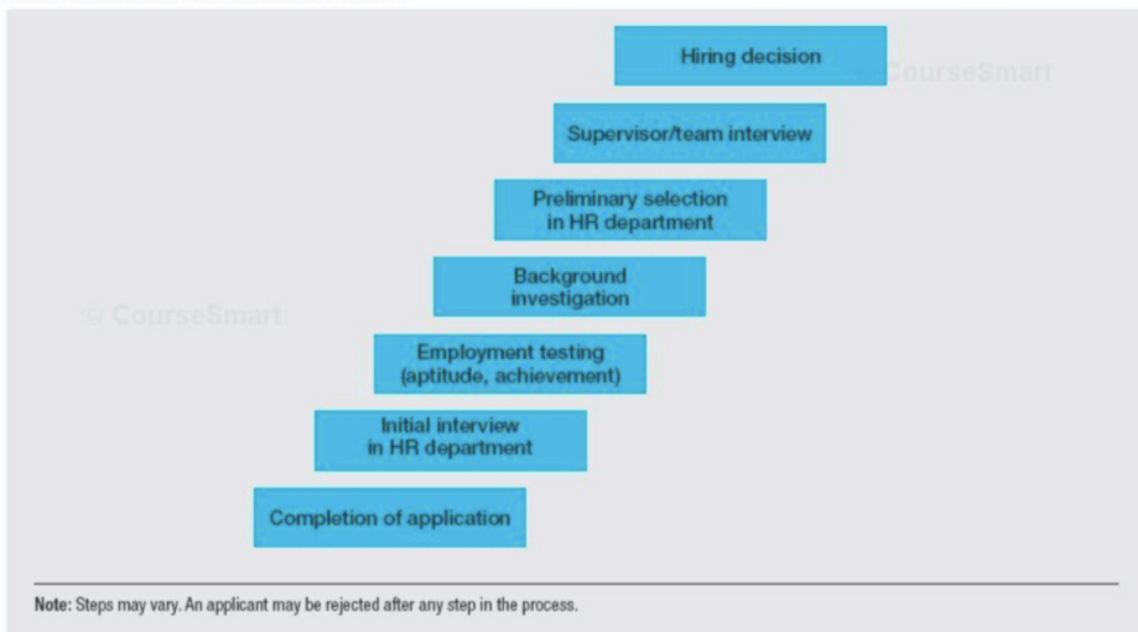 Hiring decision
CourseSmart
Supervisor/team interview
Preliminary selection
in HR department
Background
investigation
© CourseSmart
Employment testing
(aptitude, achievement)
Initial interview
in HR department
Completion of application
Note: Steps may vary. An applicant may be rejected after any step in the process.